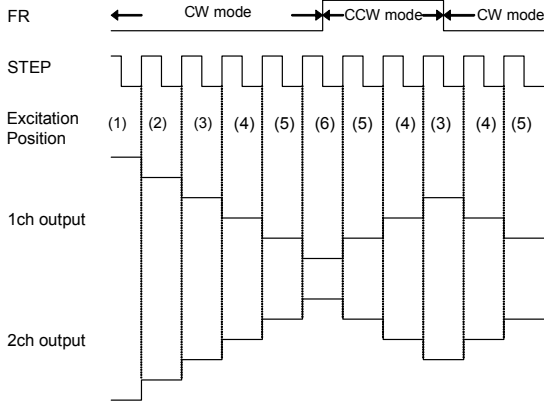 FR
CW mode
CCW mode
CW mode
STEP
Excitation
Position
(1) (2) (3) (4) (5) (6) (5) (4) (3) (4) (5)
1ch output
2ch output